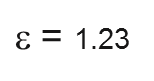 ε = 1.23